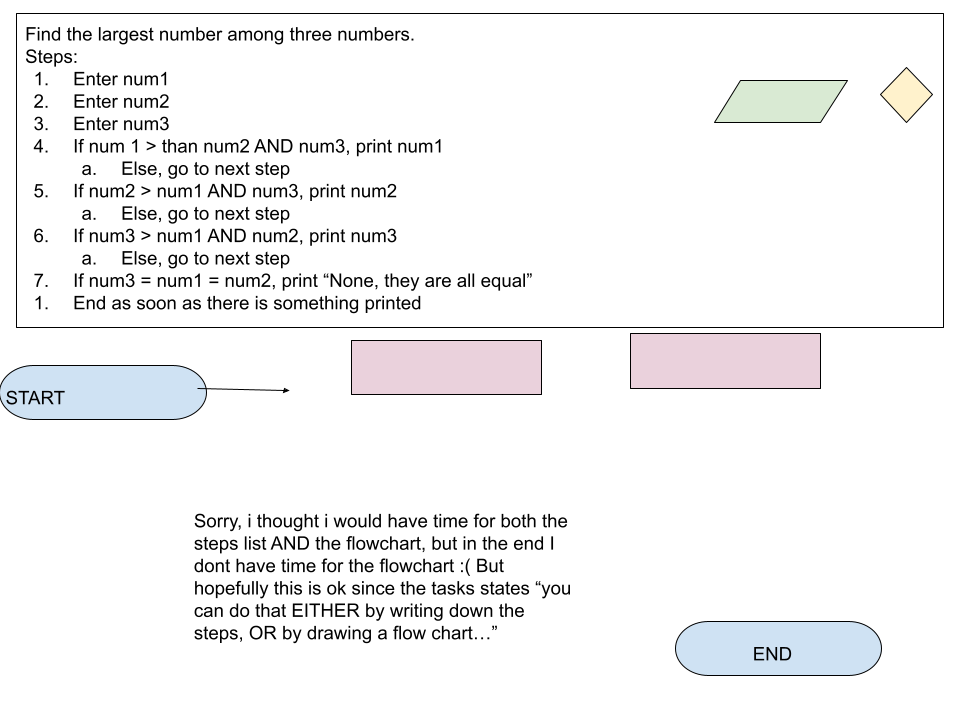 Find the largest number among three numbers.
Steps:
1. Enter num1
2. Enter num2
3. Enter num3
4. If num 1 > than num2 AND num3, print num1
a. Else, go to next step
5. If num2 > num1 AND num3, print num2
a. Else, go to next step
6. If num3 > num1 AND num2, print num3
a. Else, go to next step
7. If num3 = num1 = num2, print “None, they are all equal”
1. End as soon as there is something printed
START
Sorry, i thought i would have time for both the
steps list AND the flowchart, but in the end I
dont have time for the flowchart :( But
hopefully this is ok since the tasks states “you
can do that EITHER by writing down the
steps, OR by drawing a flow chart…”
END